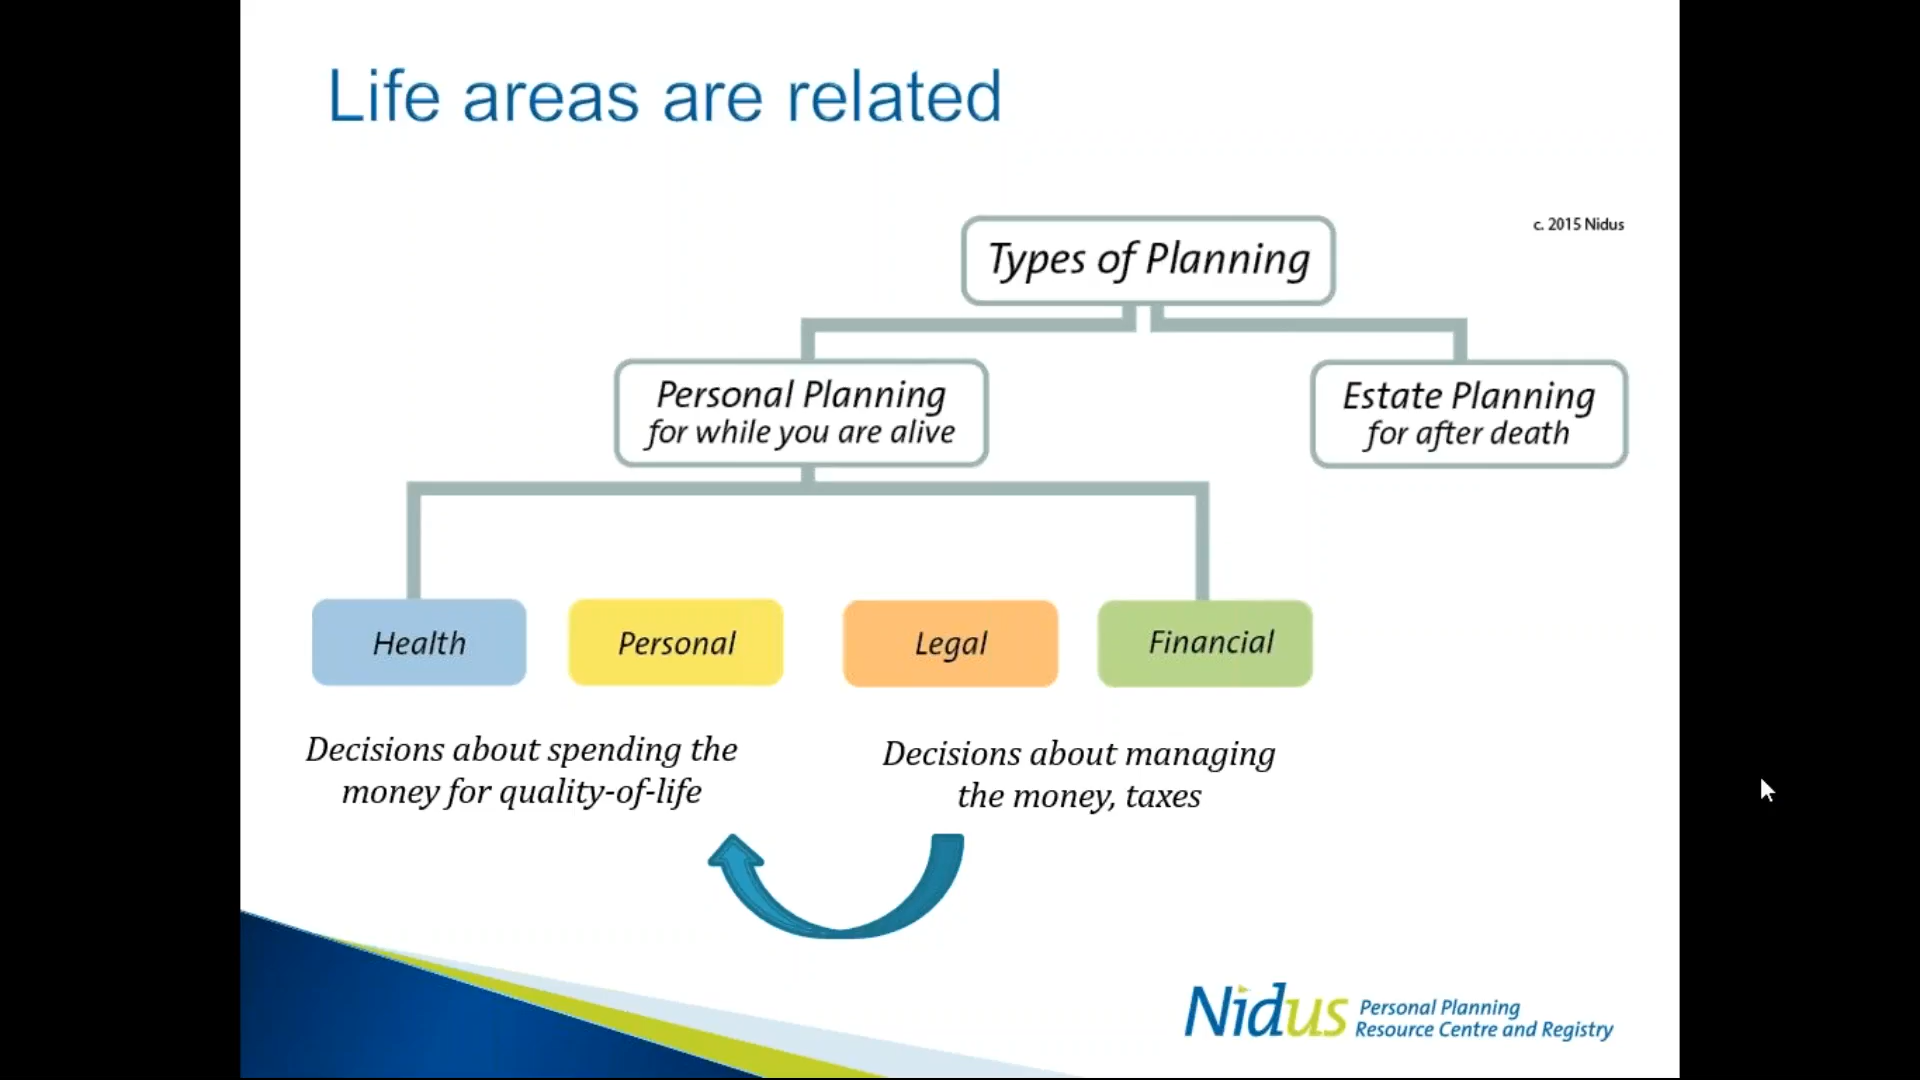 Life areas are related
c. 2015 Nidus
Types of Planning
Personal Planning
for while you are alive
Estate Planning
for after death
Health
Personal
Legal
Financial
Decisions about spending the
money for quality-of-life
Decisions about managing
the money, taxes
Nidus
Personal Planning
Resource Centre and Registry